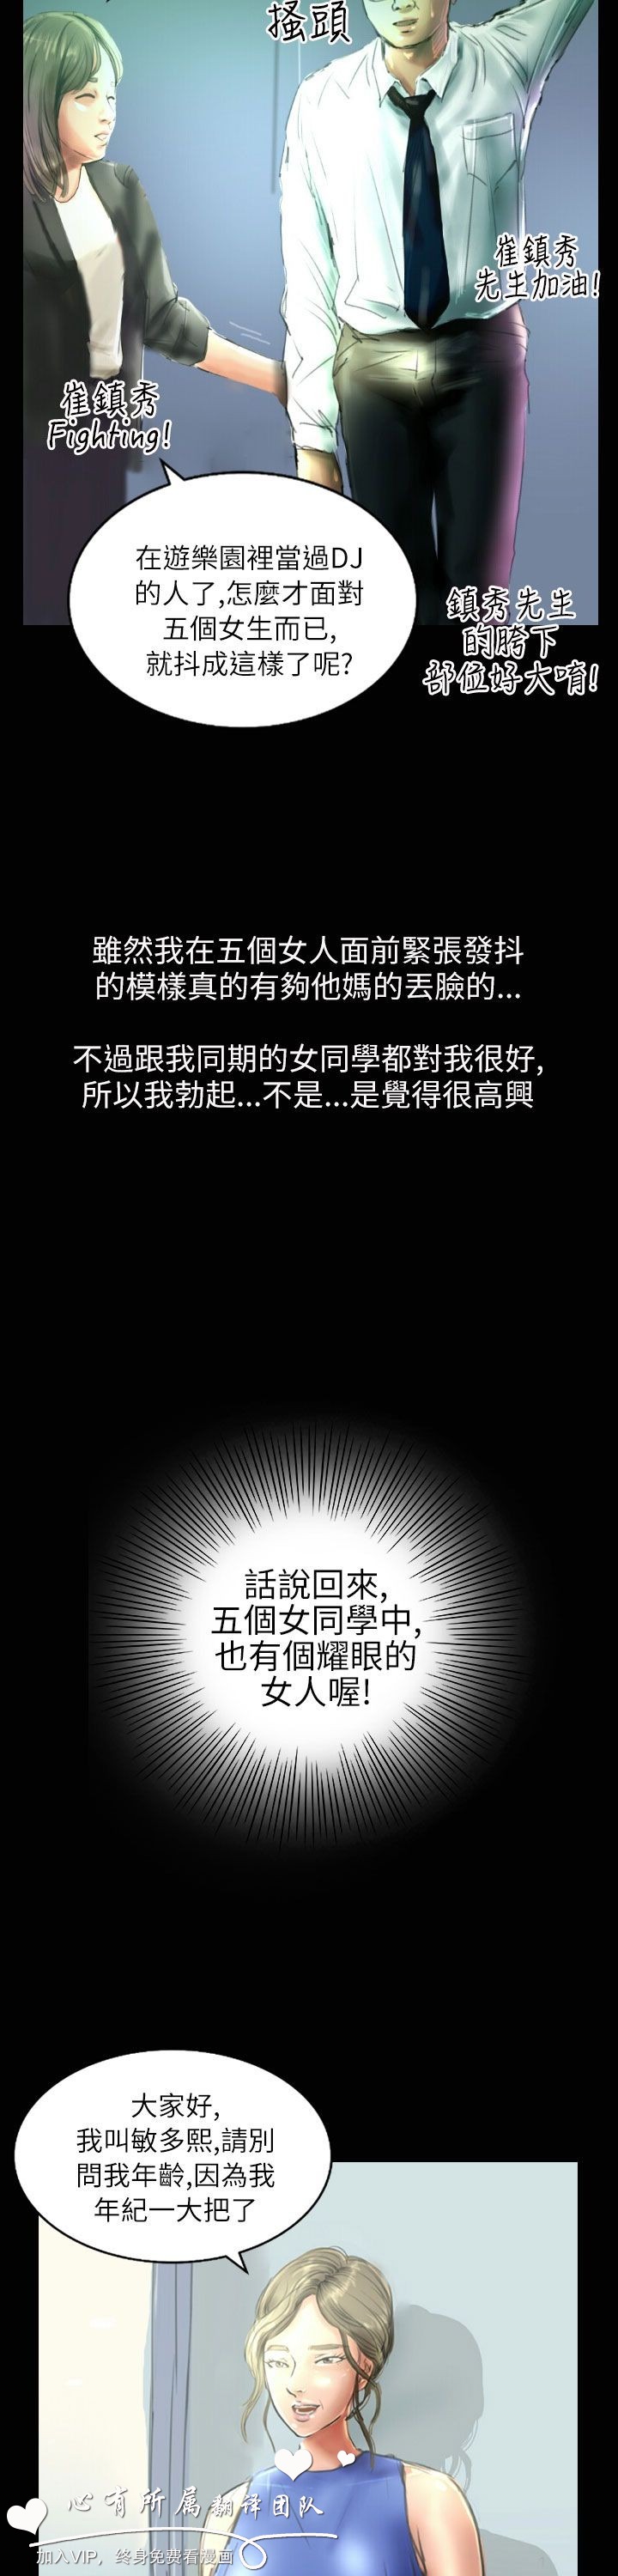 搔頭
崔鎮秀
先生加油!
崔鎮秀
Fighting!
在遊樂園裡當過DJ
的人了,怎麼才面對
五個女生而已,
就抖成這樣了呢?
鎮秀先生
的胯下
部位好大唷!
雖然我在五個女人面前緊張發抖
的模樣真的有夠他媽的丟臉的...
不過跟我同期的女同學都對我很好,
所以我勃起...不是...是覺得很高興
話說回來,
五個女同學中,
也有個耀眼的
女人喔!
大家好,
我叫敏多熙,請別
問我年齡,因為我
年紀一大把了
心有所属翻译团队
加入VIP，终身免费看漫画